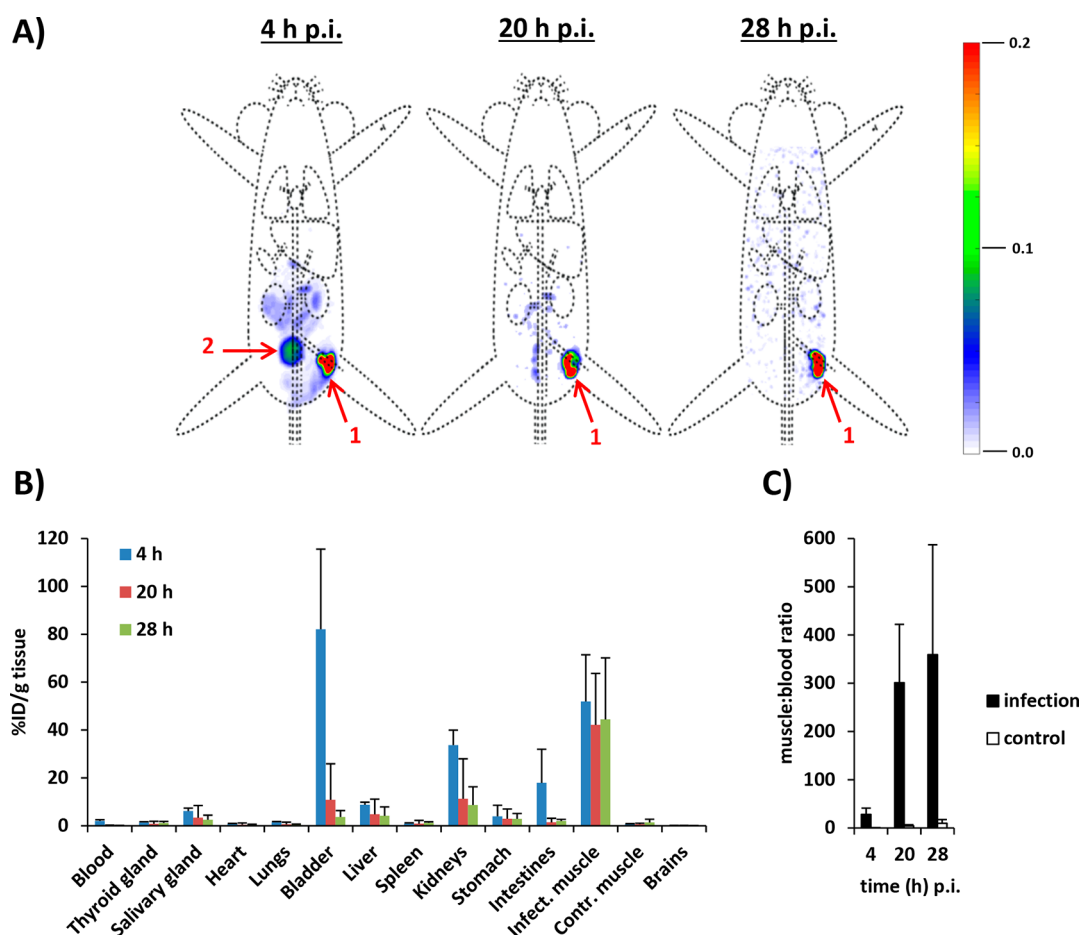 A)
4 h p.i.
20 h p.i.
28 h p.i.
0.2
0.1
0.0
2
1
1
1
B)
120
100
80
60
40
20
0
%ID/g tissue
4 h
20 h
28 h
Blood
Thyroid gland
Salivary gland
Heart
Lungs
Bladder
Liver
Spleen
Kidneys
Stomach
Intestines
Infect. muscle
Contr. muscle
Brains
C)
600
500
400
300
200
100
0
muscle:blood ratio
4 20 28
time (h) p.i.
infection
control